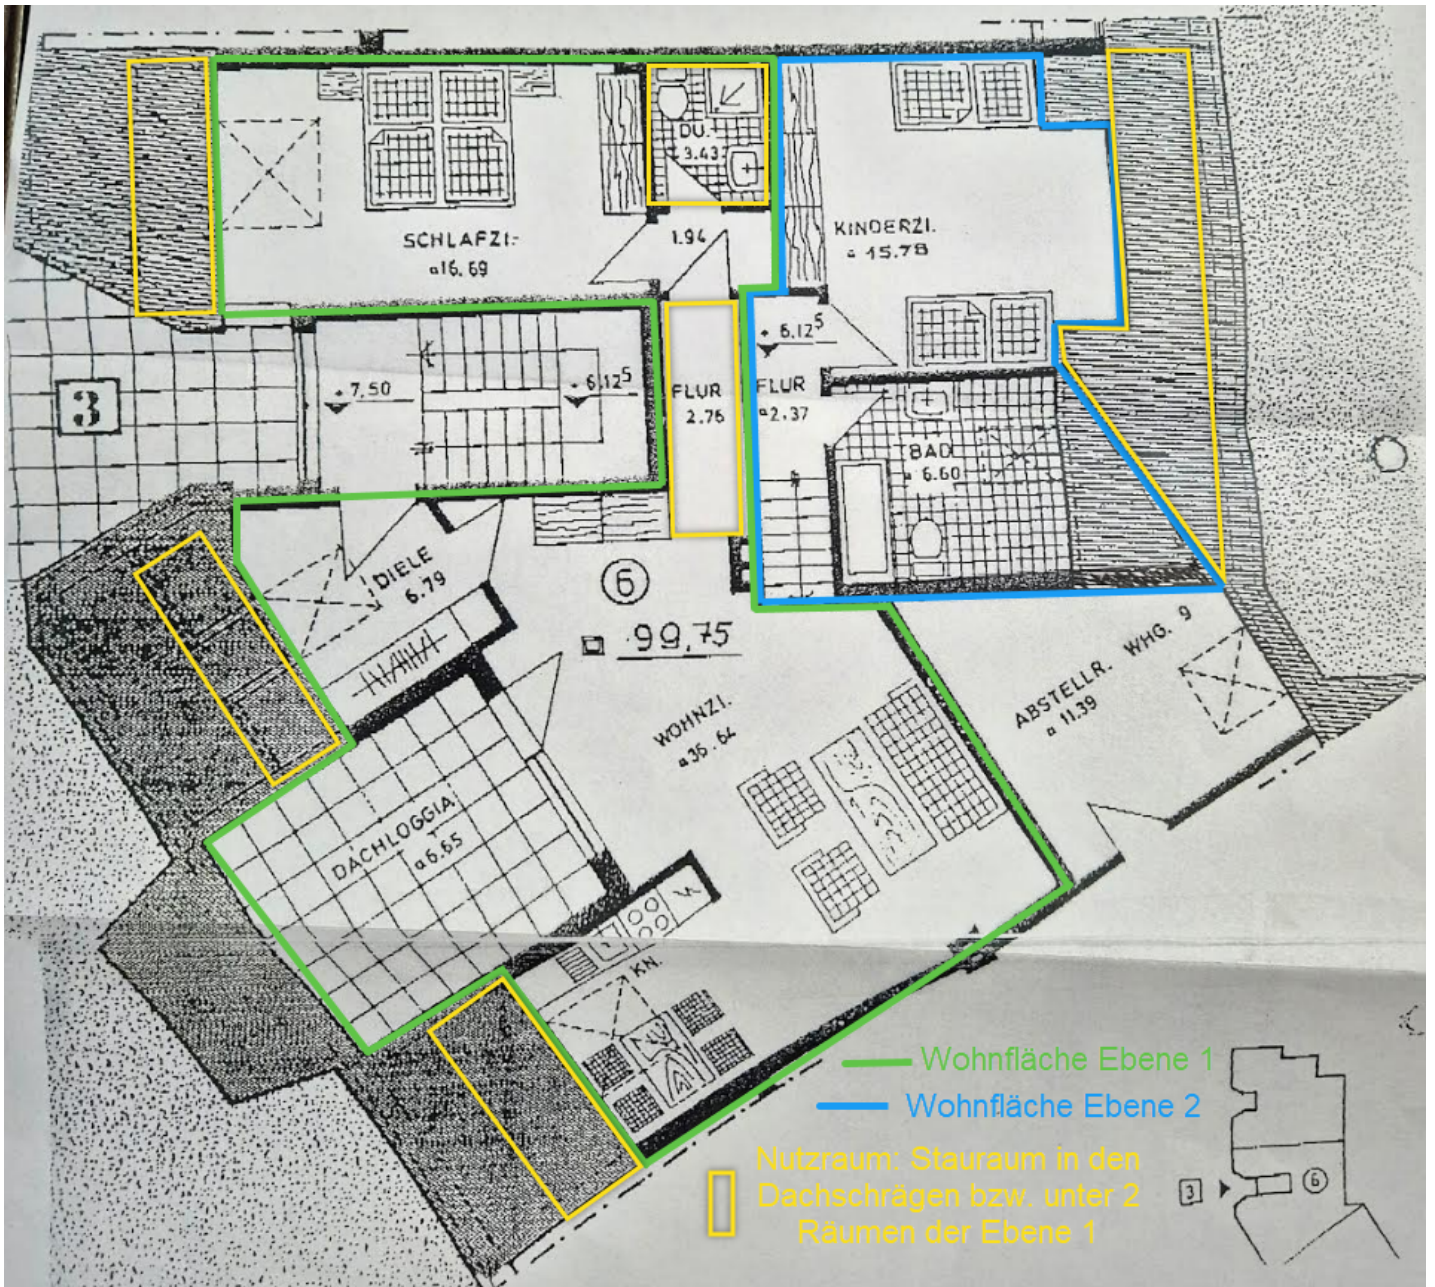 DU.
3.43
SCHLAFZI.
16.69
1.94
KINDERZI.
15.78
+ 7,50
+ 6,12⁵
+ 6,12⁵
3
FLUR
2.76
FLUR
2.37
BAD
6.60
DIELE
6.79
6
99,75
WOHNZI.
36.64
ABSTELLR. WHG. 9
11.39
DACHLOGGIA
6.65
KN.
Wohnfläche Ebene 1
Wohnfläche Ebene 2
Nutzraum: Stauraum in den
Dachschrägen bzw. unter 2
Räumen der Ebene 1
3
6